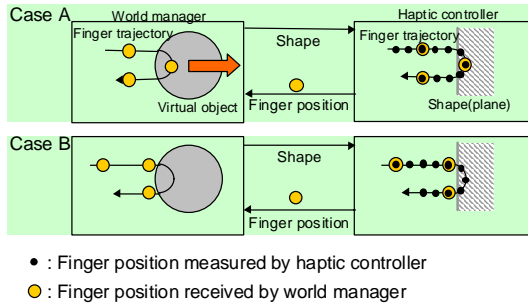 Case A
World manager
Finger trajectory
Virtual object
Shape
Finger position
Haptic controller
Finger trajectory
Shape(plane)
Case B
Shape
Finger position
: Finger position measured by haptic controller
: Finger position received by world manager